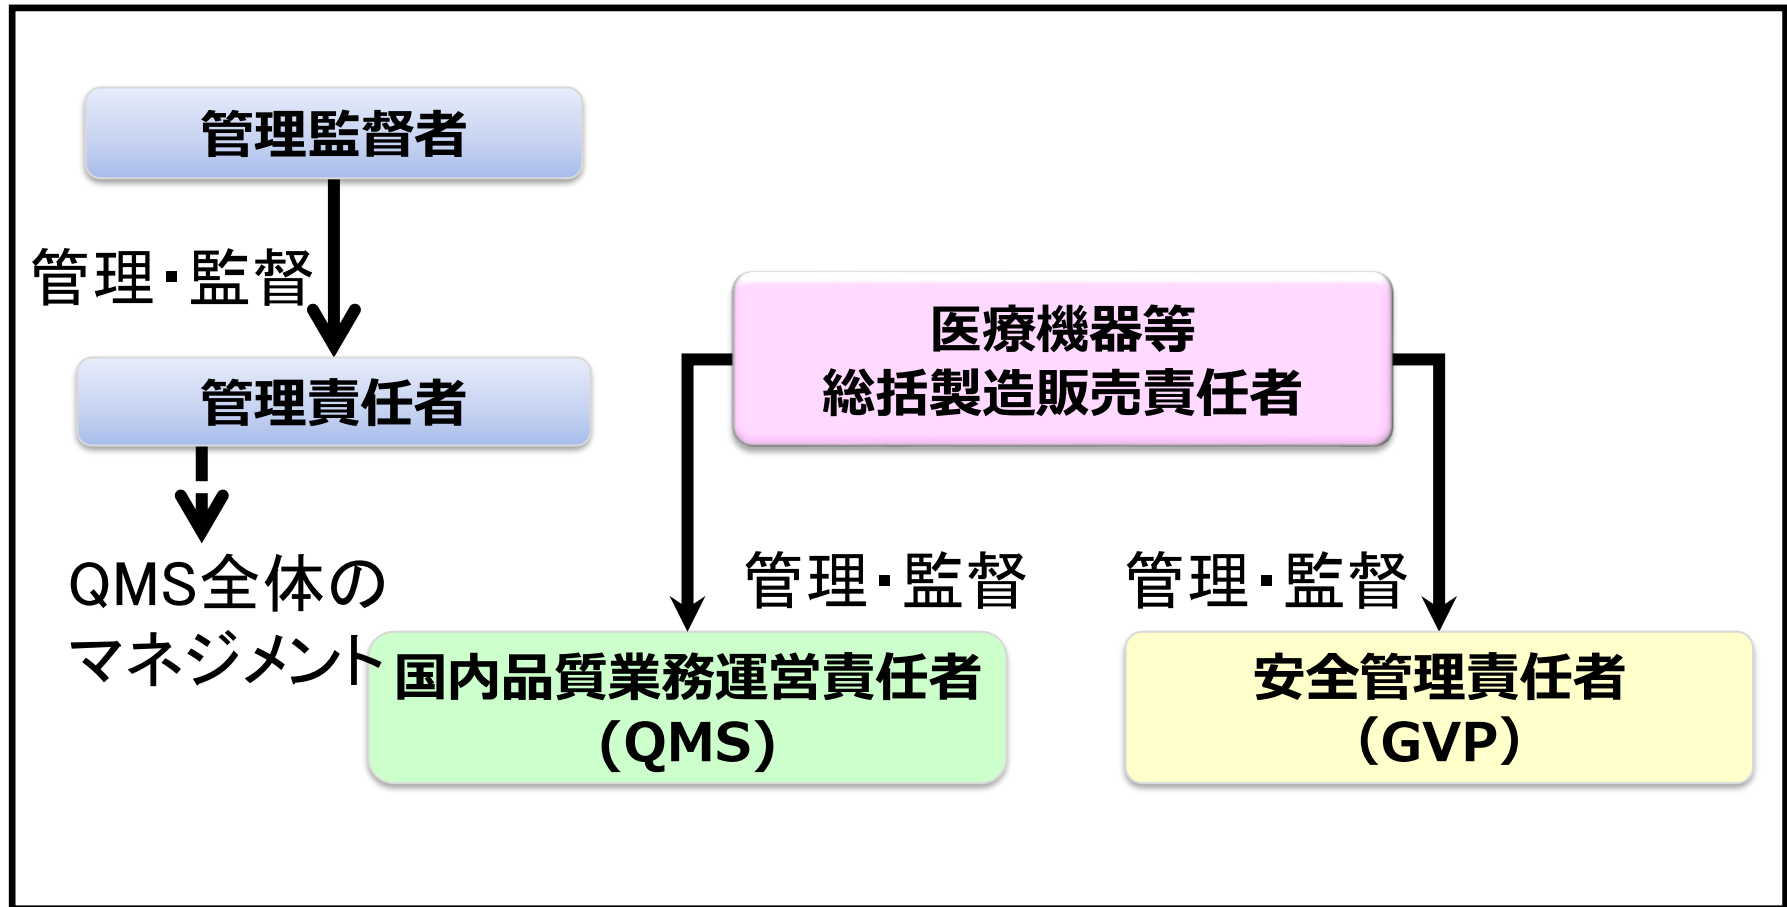 管理監督者
管理・監督
管理責任者
QMS全体の
マネジメント
医療機器等
総括製造販売責任者
管理・監督
管理・監督
国内品質業務運営責任者
(QMS)
安全管理責任者
（GVP）